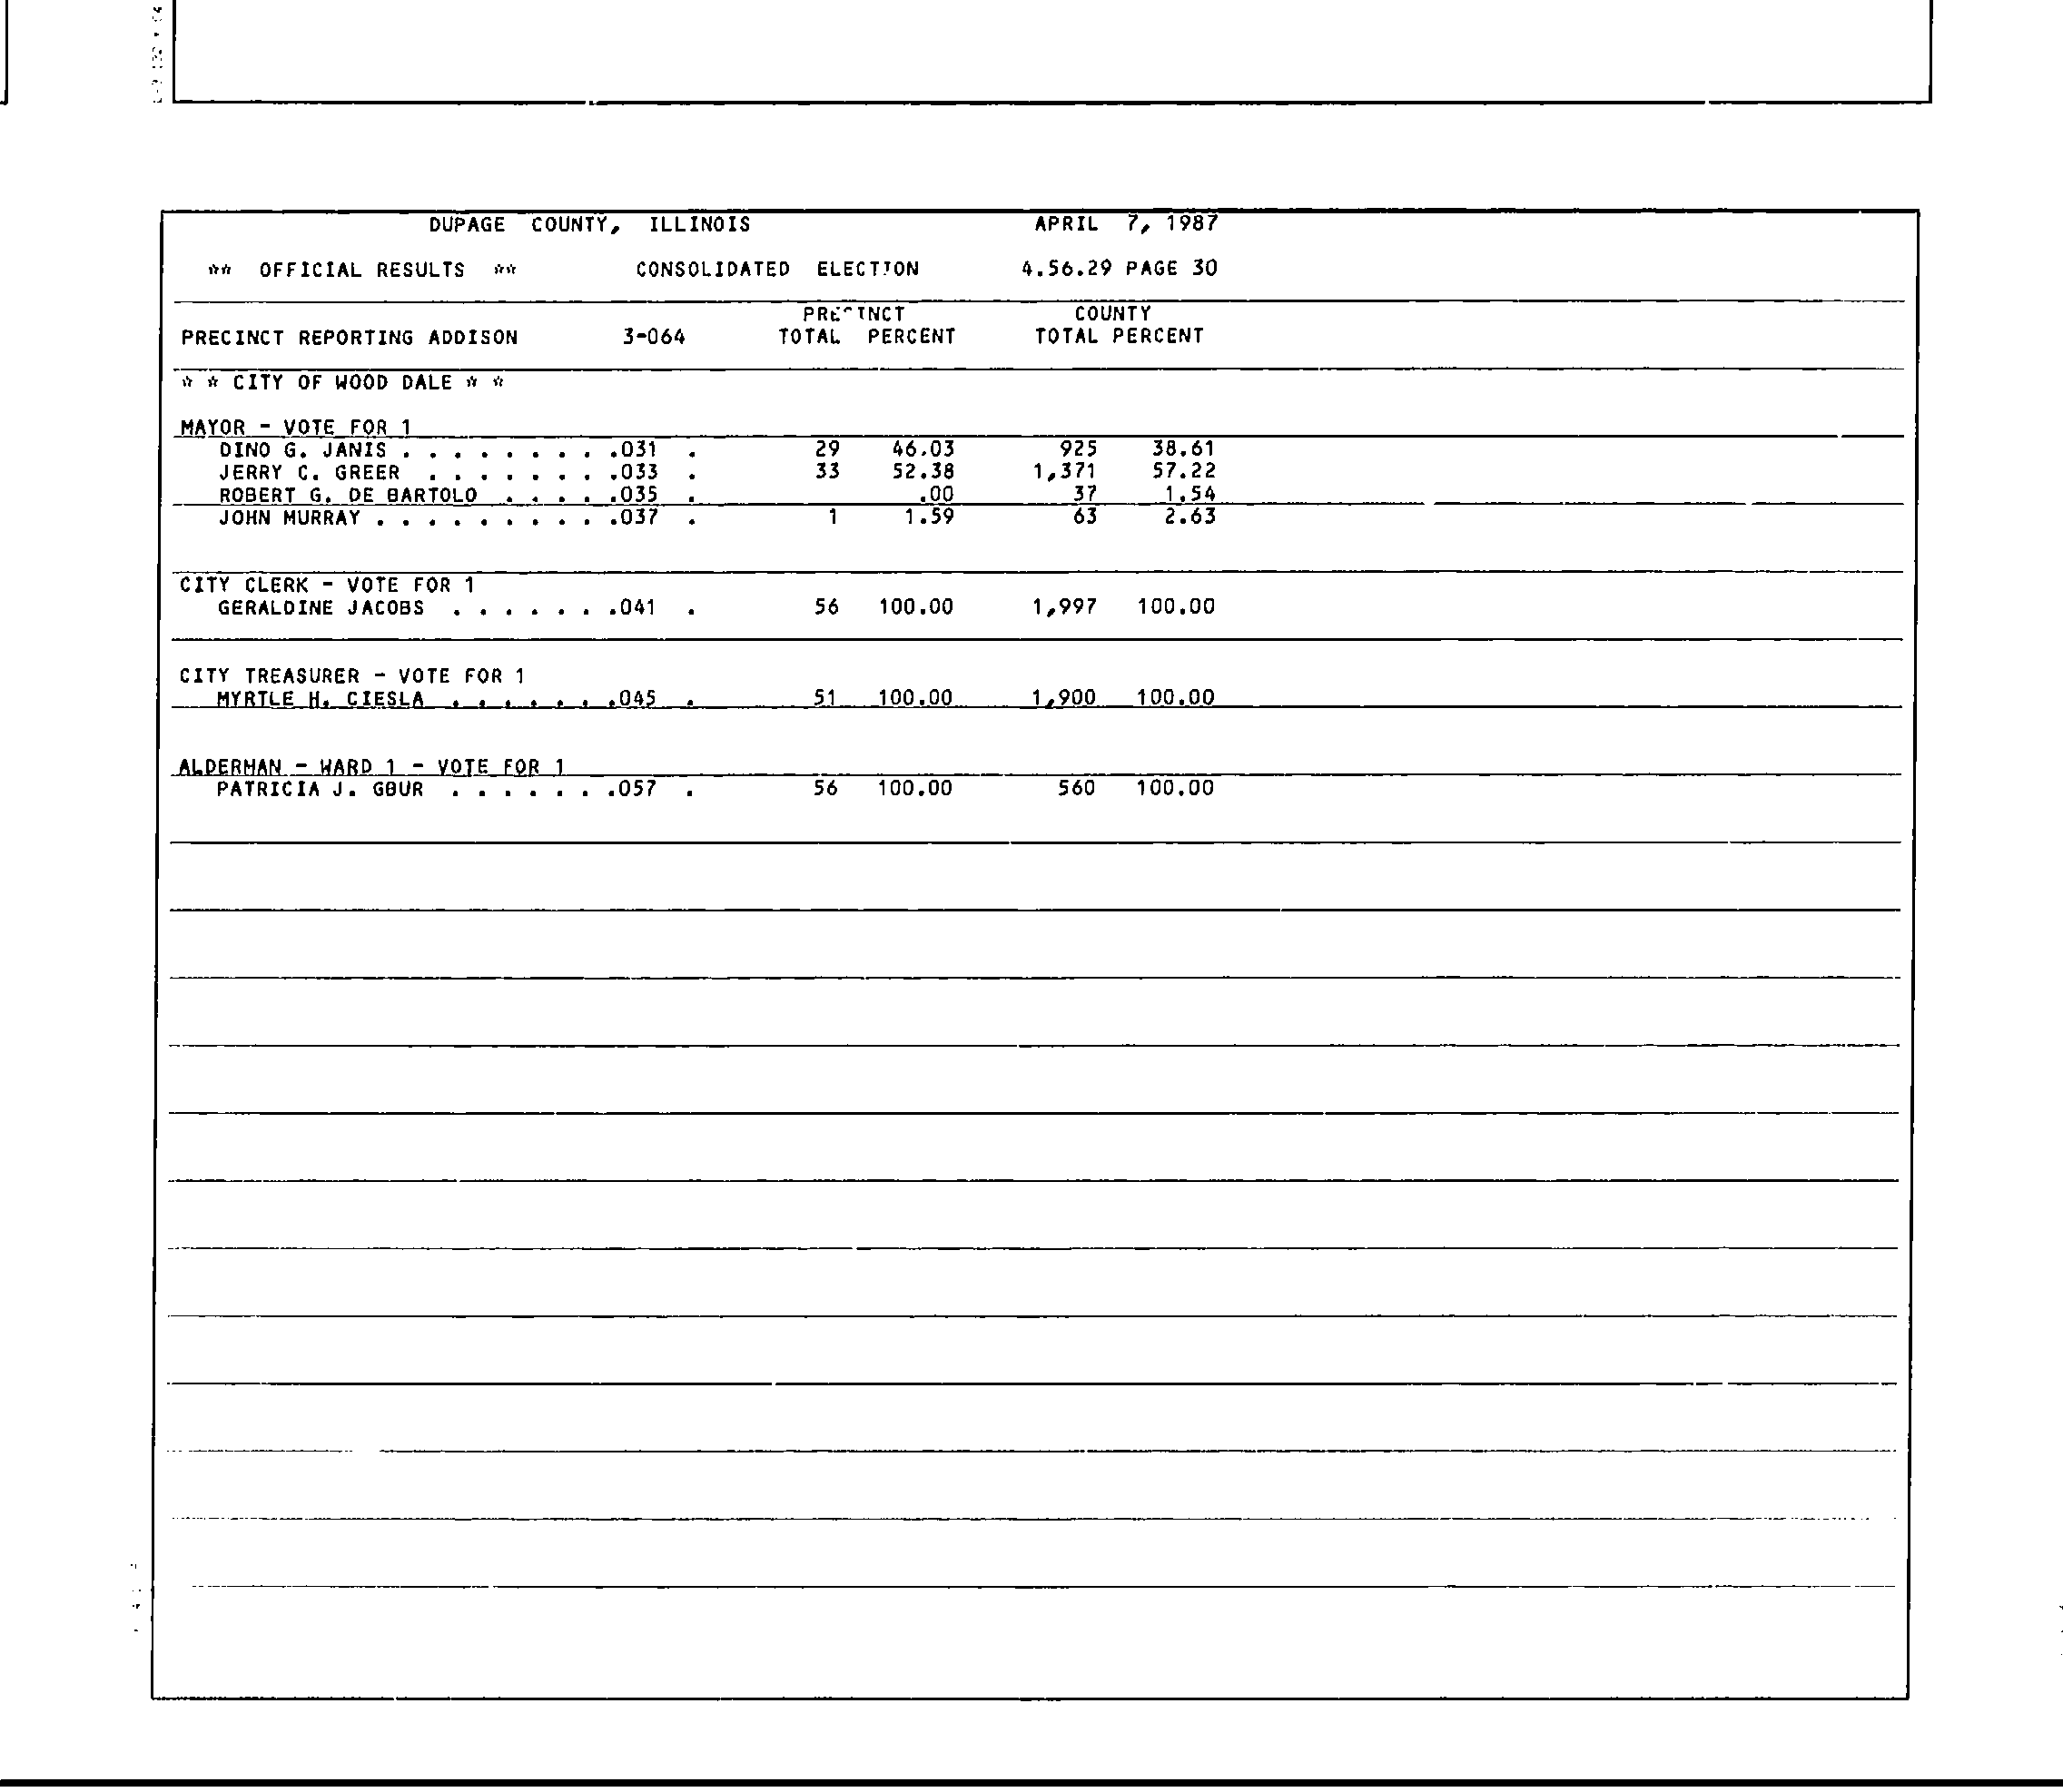 DUPAGE COUNTY, ILLINOIS APRIL 7, 1987
** OFFICIAL RESULTS ** CONSOLIDATED ELECTION 4.56.29 PAGE 30
PRECINCT COUNTY
PRECINCT REPORTING ADDISON 3-064 TOTAL PERCENT TOTAL PERCENT
* * CITY OF WOOD DALE * *
MAYOR - VOTE FOR 1
DINO G. JANIS . . . . . . . . .031 . 29 46.03 925 38.61
JERRY C. GREER . . . . . . . .033 . 33 52.38 1,371 57.22
ROBERT G. DE BARTOLO . . . . .035 . .00 37 1.54
JOHN MURRAY . . . . . . . . . .037 . 1 1.59 63 2.63
CITY CLERK - VOTE FOR 1
GERALDINE JACOBS . . . . . . .041 . 56 100.00 1,997 100.00
CITY TREASURER - VOTE FOR 1
MYRTLE H. CIESLA . . . . . . .045 . 51 100.00 1,900 100.00
ALDERMAN - WARD 1 - VOTE FOR 1
PATRICIA J. GBUR . . . . . . .057 . 56 100.00 560 100.00